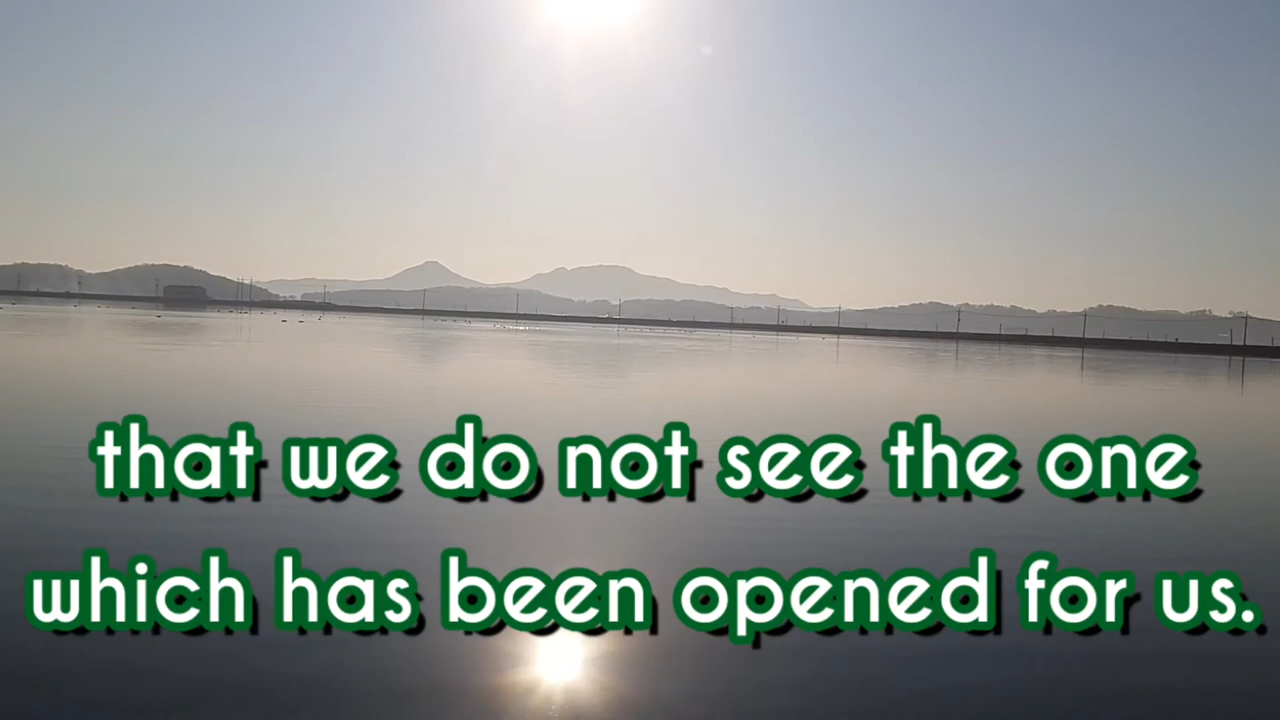 that we do not see the one
which has been opened for us.